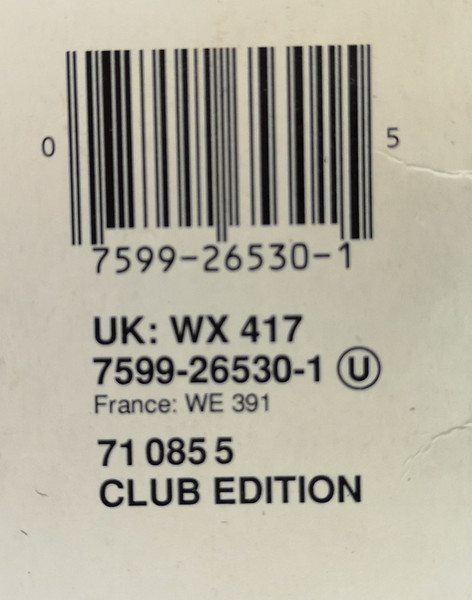 0 5
7599-26530-1
UK: WX 417
7599-26530-1 Ⓤ
France: WE 391
71 085 5
CLUB EDITION